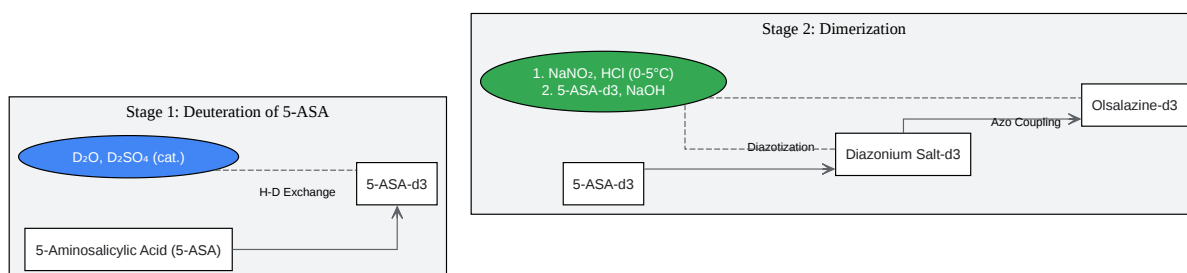 Stage 1: Deuteration of 5-ASA
D₂O, D₂SO₄ (cat.)
H-D Exchange
5-ASA-d3
5-Aminosalicylic Acid (5-ASA)
Stage 2: Dimerization
1. NaNO₂, HCl (0-5°C)
2. 5-ASA-d3, NaOH
Olsalazine-d3
Azo Coupling
Diazotization
Diazonium Salt-d3
5-ASA-d3